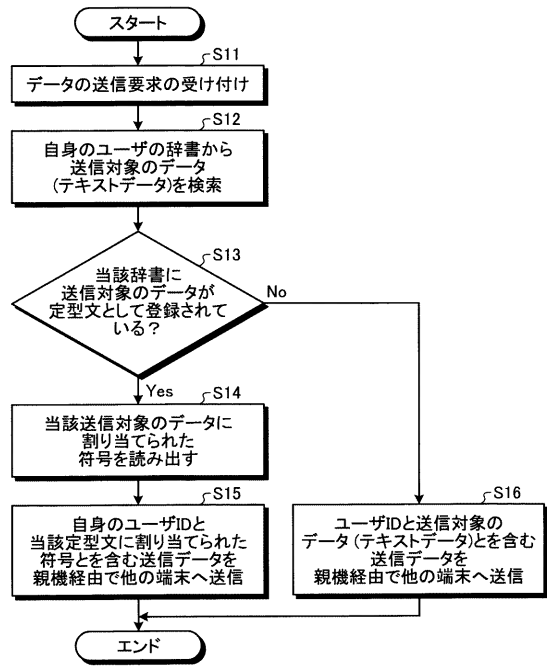 スタート
S11
データの送信要求の受け付け
S12
自身のユーザの辞書から
送信対象のデータ
(テキストデータ)を検索
S13
当該辞書に
送信対象のデータが
定型文として登録されて
いる?
No
Yes
S14
当該送信対象のデータに
割り当てられた
符号を読み出す
S15
自身のユーザIDと
当該定型文に割り当てられた
符号とを含む送信データを
親機経由で他の端末へ送信
S16
ユーザIDと送信対象の
データ(テキストデータ)とを含む
送信データを
親機経由で他の端末へ送信
エンド